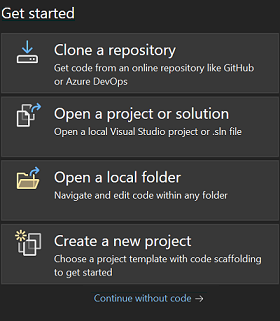 Get started
Clone a repository
Get code from an online repository like GitHub
or Azure DevOps
Open a project or solution
Open a local Visual Studio project or .sln file
Open a local folder
Navigate and edit code within any folder
Create a new project
Choose a project template with code scaffolding
to get started
Continue without code →